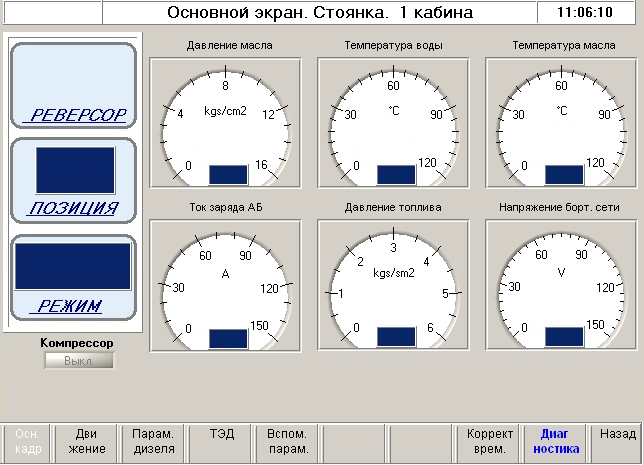 Основной экран. Стоянка. 1 кабина
11:06:10
РЕВЕРСОР
ПОЗИЦИЯ
РЕЖИМ
Компрессор
Выкл.
Давление масла
kgs/cm2
0
4
8
12
16
Температура воды
°C
0
30
60
90
120
Температура масла
°C
0
30
60
90
120
Ток заряда АБ
A
0
30
60
90
120
150
Давление топлива
kgs/sm2
0
1
2
3
4
5
6
Напряжение борт. сети
V
0
30
60
90
120
150
Осн.
кадр
Дви
жение
Парам.
дизеля
ТЭД
Вспом.
парам.
Коррект
врем.
Диаг
ностика
Назад